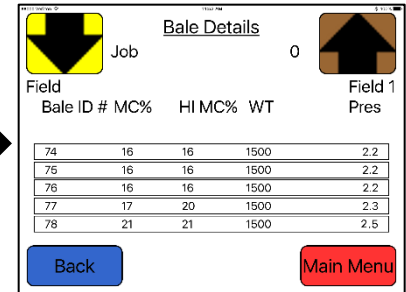 Bale Details
Job 0
Field Field 1
Bale ID # MC% HI MC% WT Pres
74 16 16 1500 2.2
75 16 16 1500 2.2
76 16 16 1500 2.2
77 17 20 1500 2.3
78 21 21 1500 2.5
Back Main Menu